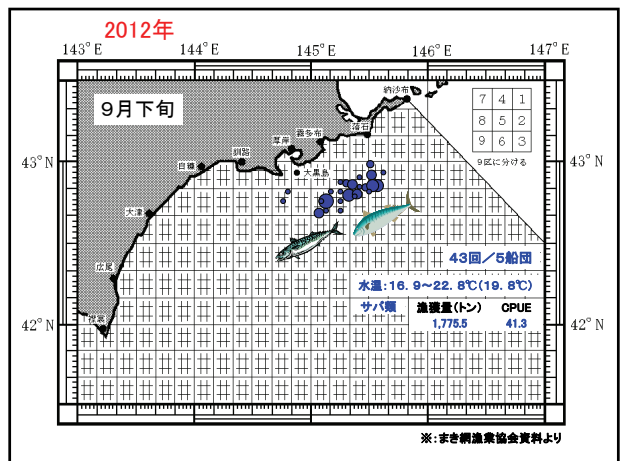 2012年
143°E 144°E 145°E 146°E 147°E
9月下旬
納沙布
落石
霧多布
厚岸
釧路
白糠
大黒島
大津
広尾
襟裳
7 4 1
8 5 2
9 6 3
9区に分ける
43°N 43°N
43回/5船団
水温:16.9~22.8℃(19.8℃)
サバ類 漁獲量(トン) CPUE
1,775.5 41.3
42°N 42°N
※:まき網漁業協会資料より